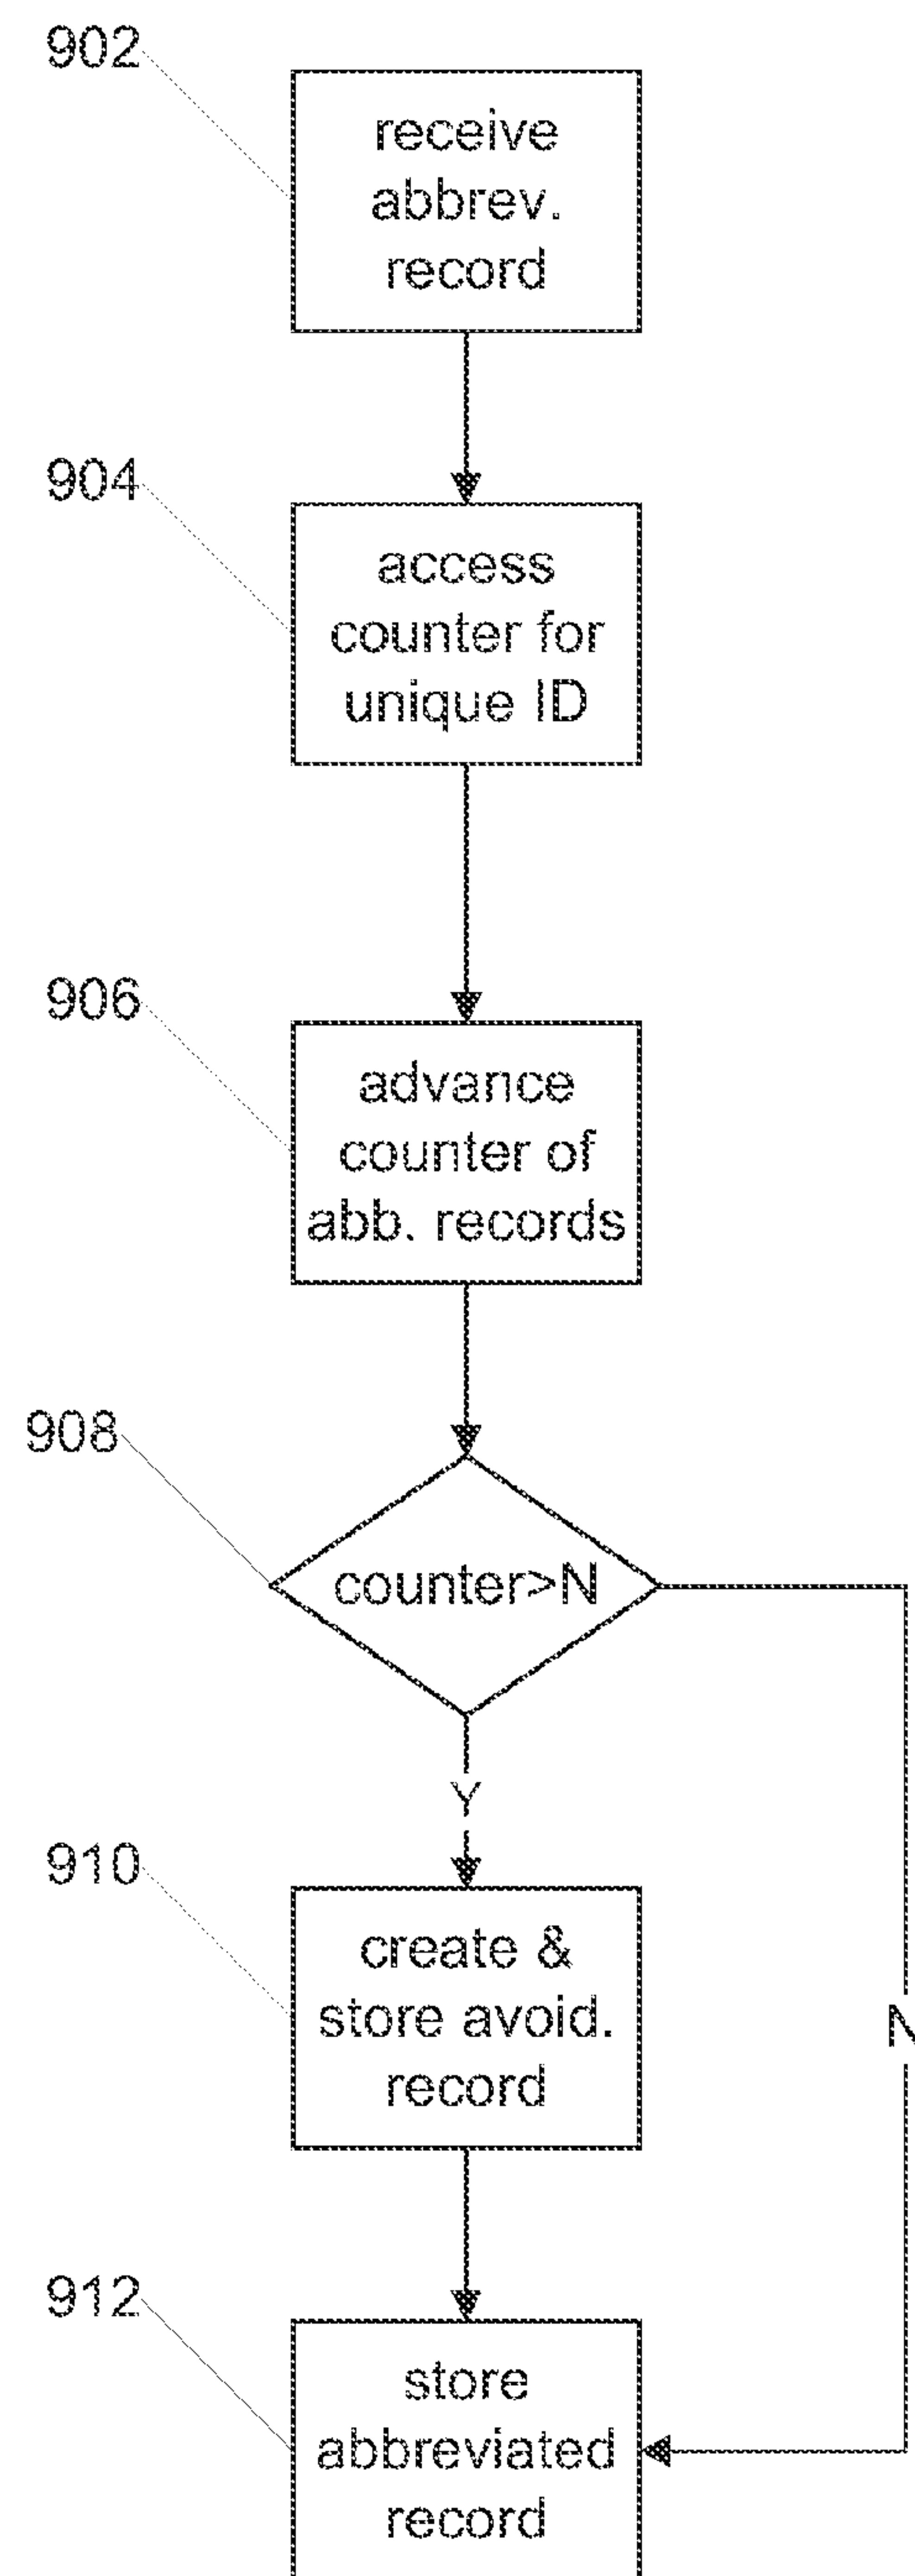 902
receive
abbrev.
record
904
access
counter for
unique ID
906
advance
counter of
abb. records
908
counter>N
Y
910
create &
store avoid.
record
N
912
store
abbreviated
record